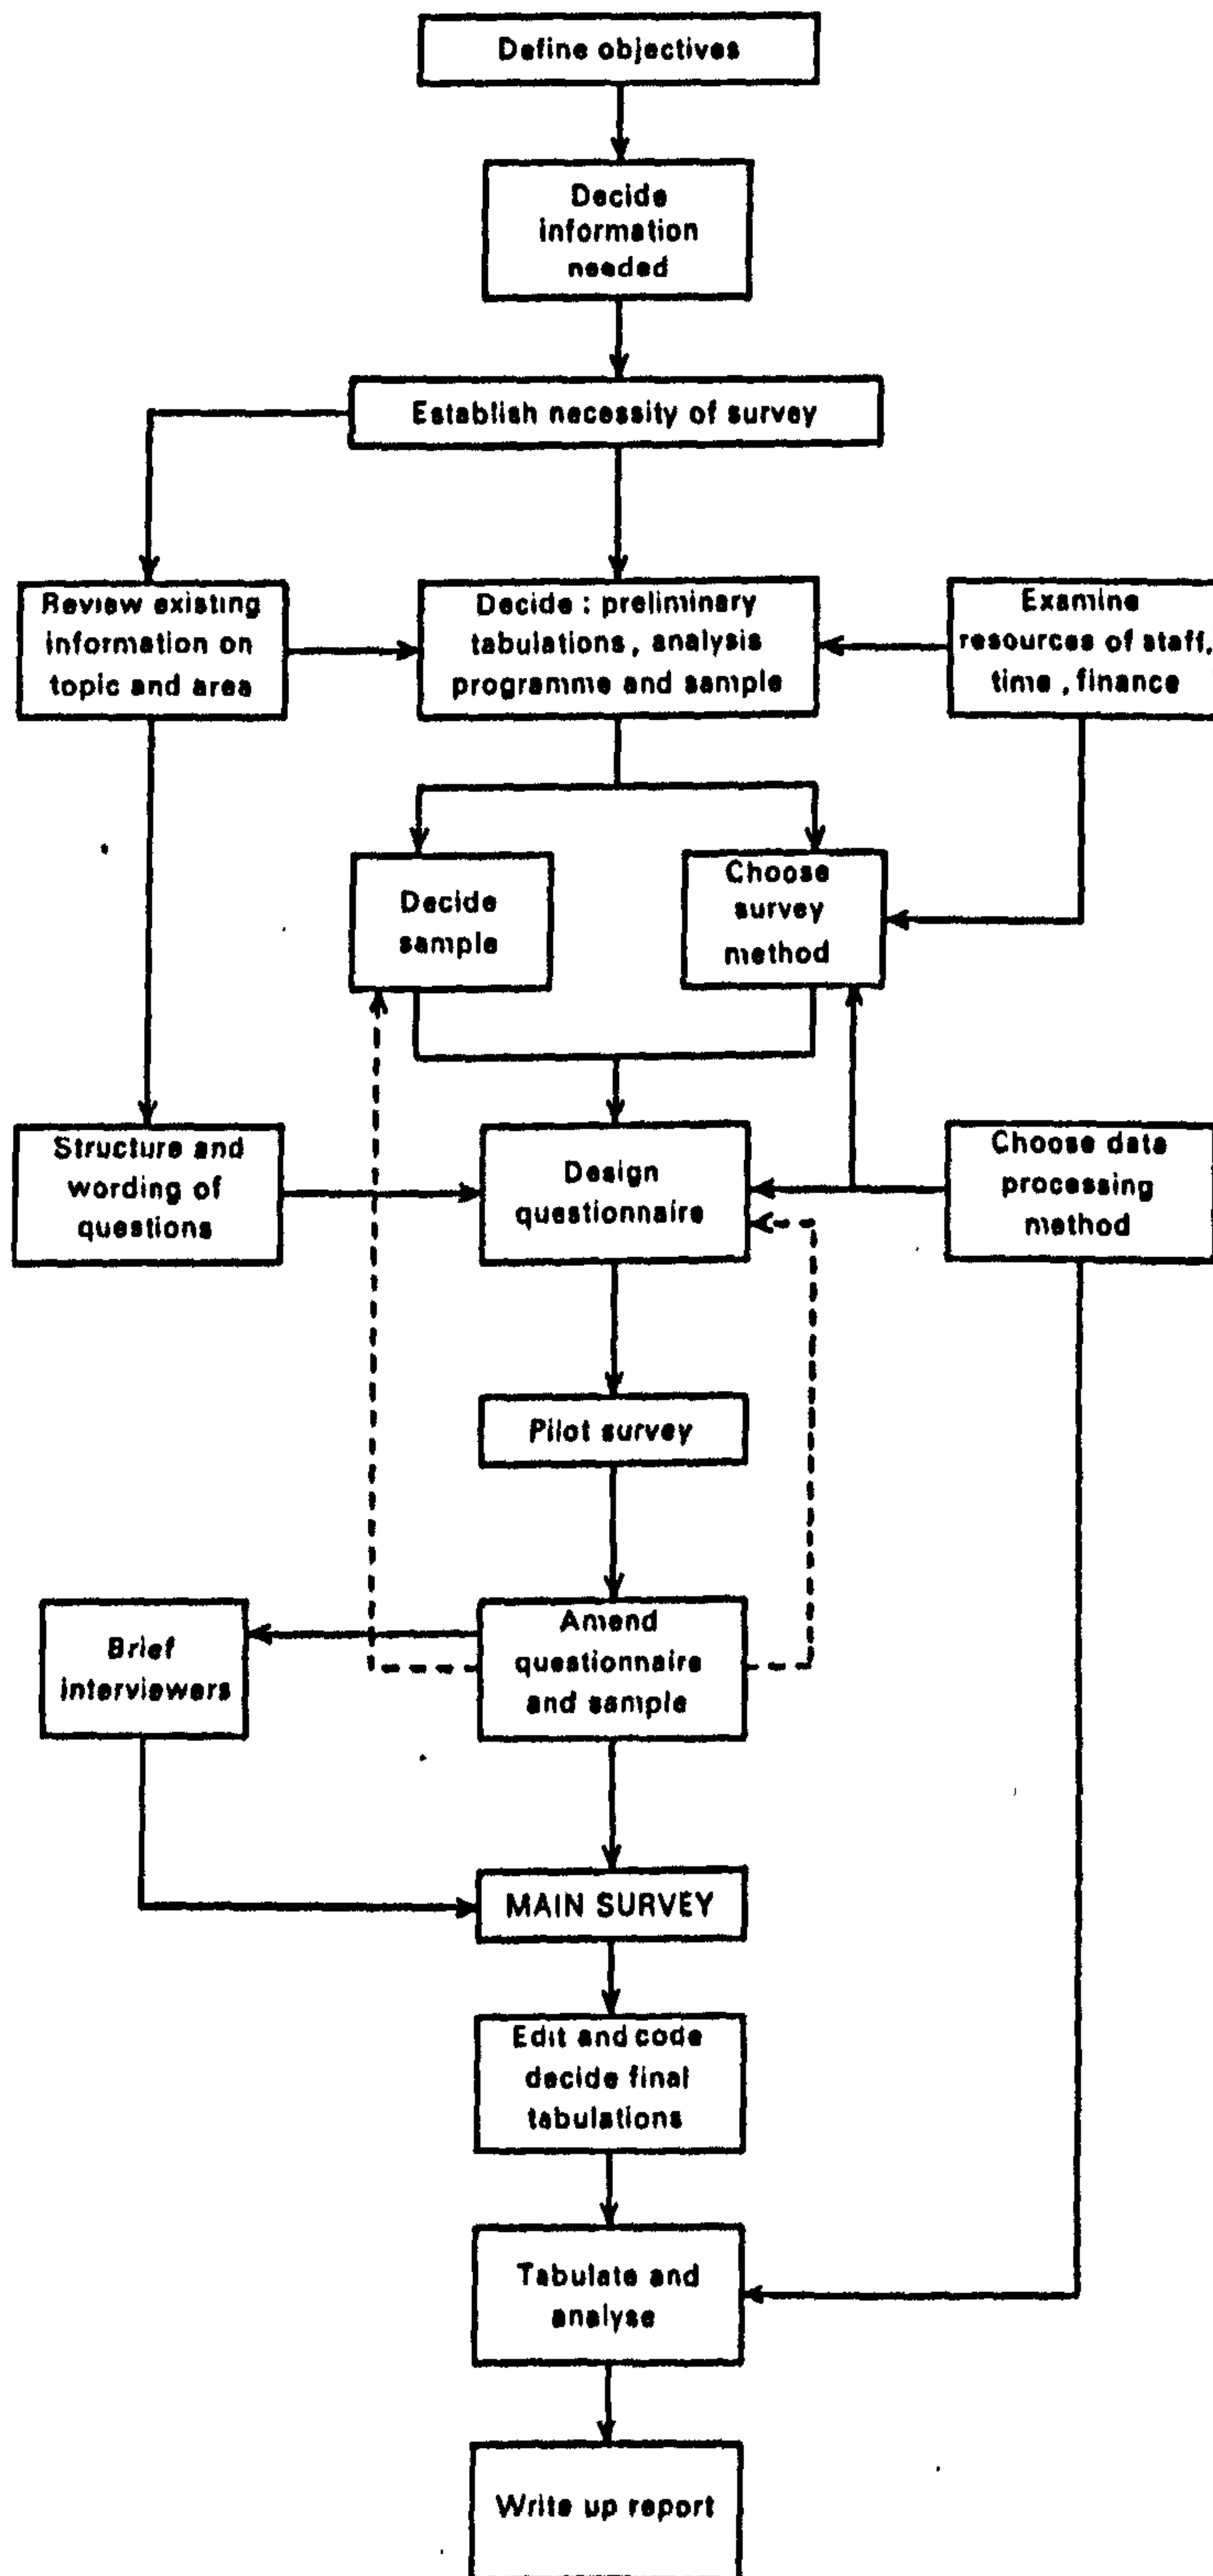 Define objectives
Decide
information
needed
Establish necessity of survey
Review existing
information on
topic and area
Decide : preliminary
tabulations, analysis
programme and sample
Examine
resources of staff,
time, finance
Decide
sample
Choose
survey
method
Structure and
wording of
questions
Design
questionnaire
Choose data
processing
method
Pilot survey
Brief
interviewers
Amend
questionnaire
and sample
MAIN SURVEY
Edit and code
decide final
tabulations
Tabulate and
analyse
Write up report